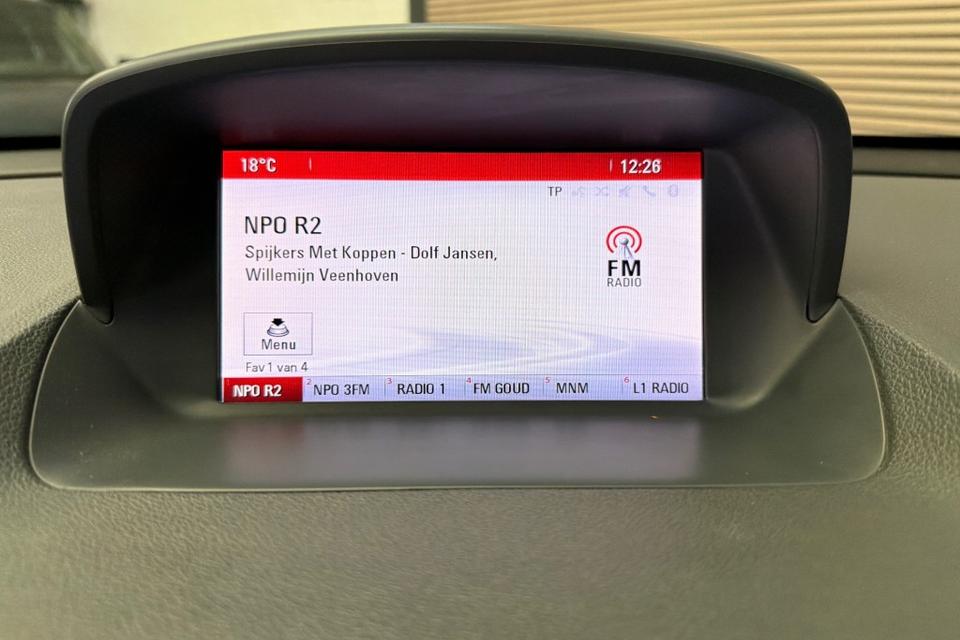 18°C 12:26
TP
NPO R2
Spijkers Met Koppen - Dolf Jansen,
Willemijn Veenhoven
FM
RADIO
Menu
Fav 1 van 4
1 NPO R2 2 NPO 3FM 3 RADIO 1 4 FM GOUD 5 MNM 6 L1 RADIO